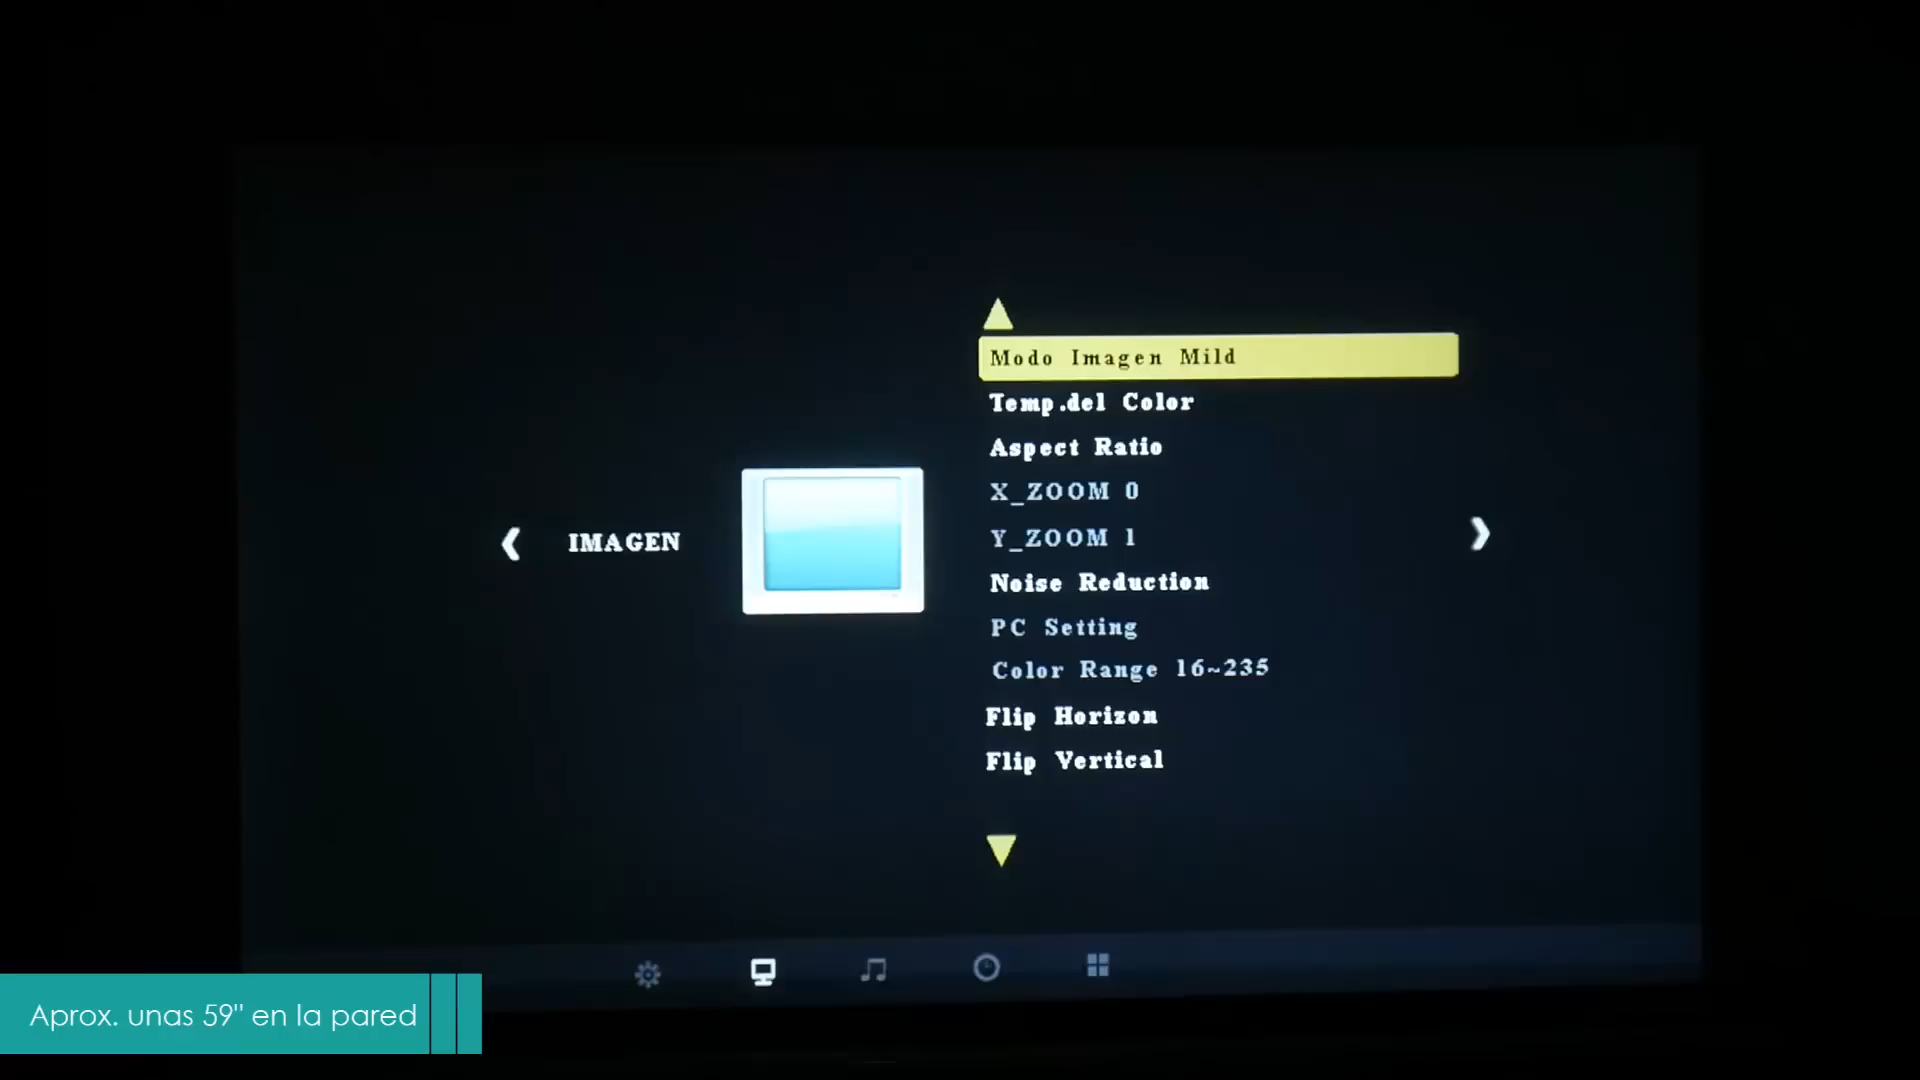 Modo Imagen Mild
Temp.del Color
Aspect Ratio
X_ZOOM 0
Y_ZOOM 1
IMAGEN
Noise Reduction
PC Setting
Color Range 16~235
Flip Horizon
Flip Vertical
Aprox. unas 59" en la pared